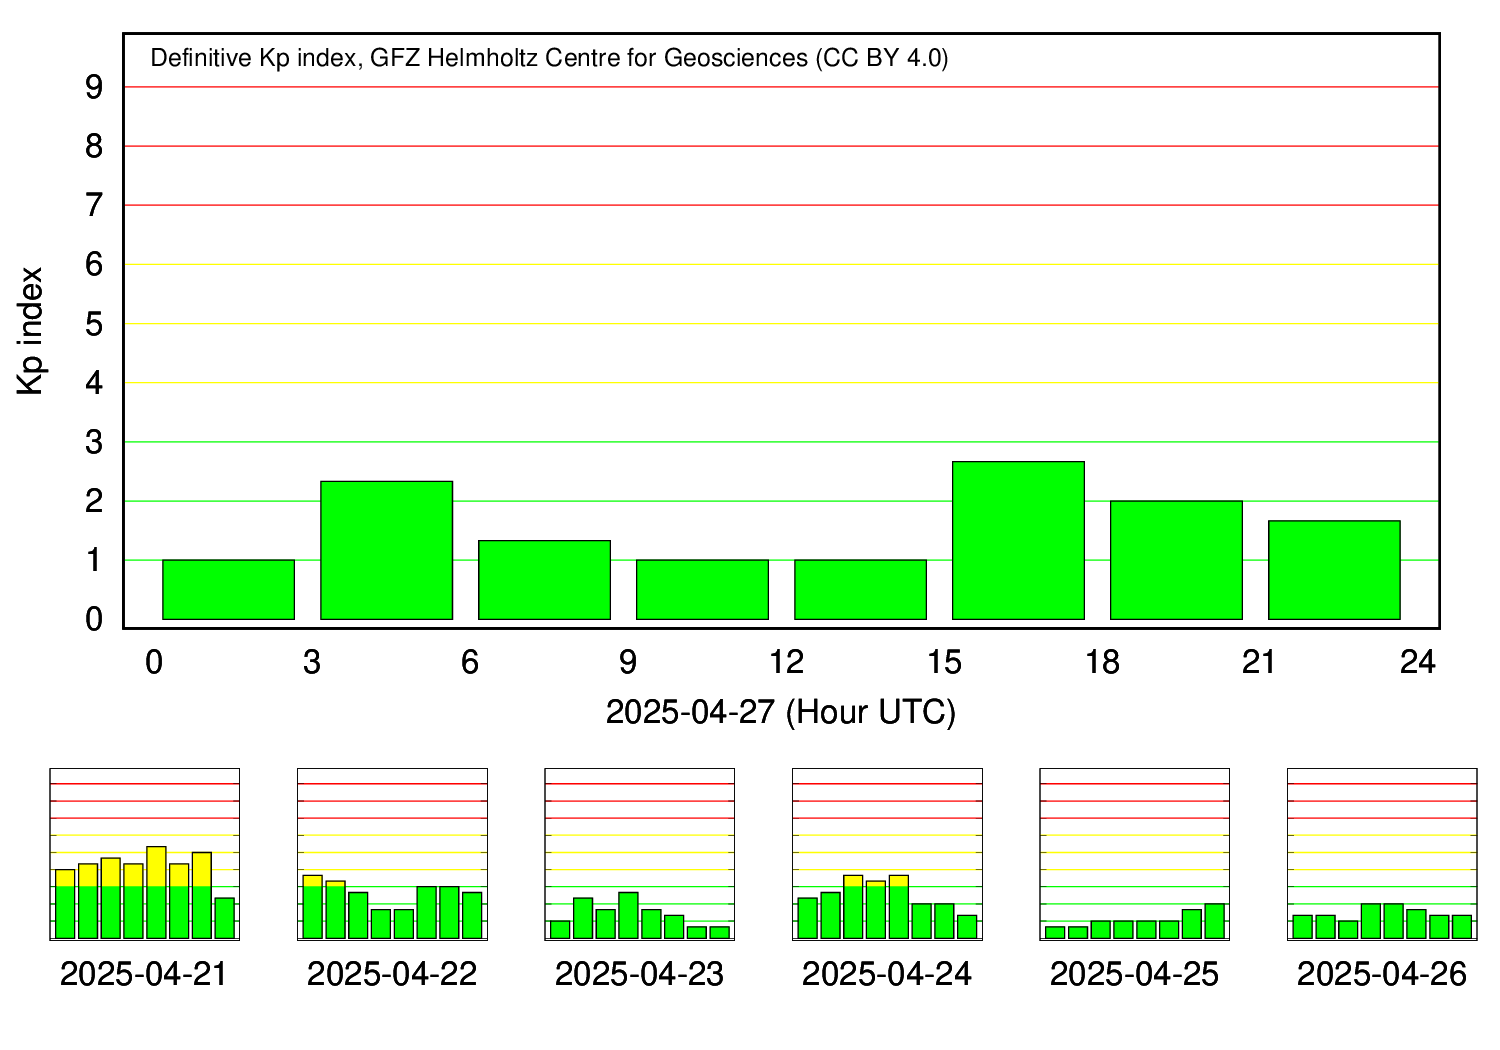 Definitive Kp index, GFZ Helmholtz Centre for Geosciences (CC BY 4.0)
9
8
7
6
5
4
3
2
1
0
Kp index
0 3 6 9 12 15 18 21 24
2025-04-27 (Hour UTC)
2025-04-21 2025-04-22 2025-04-23 2025-04-24 2025-04-25 2025-04-26